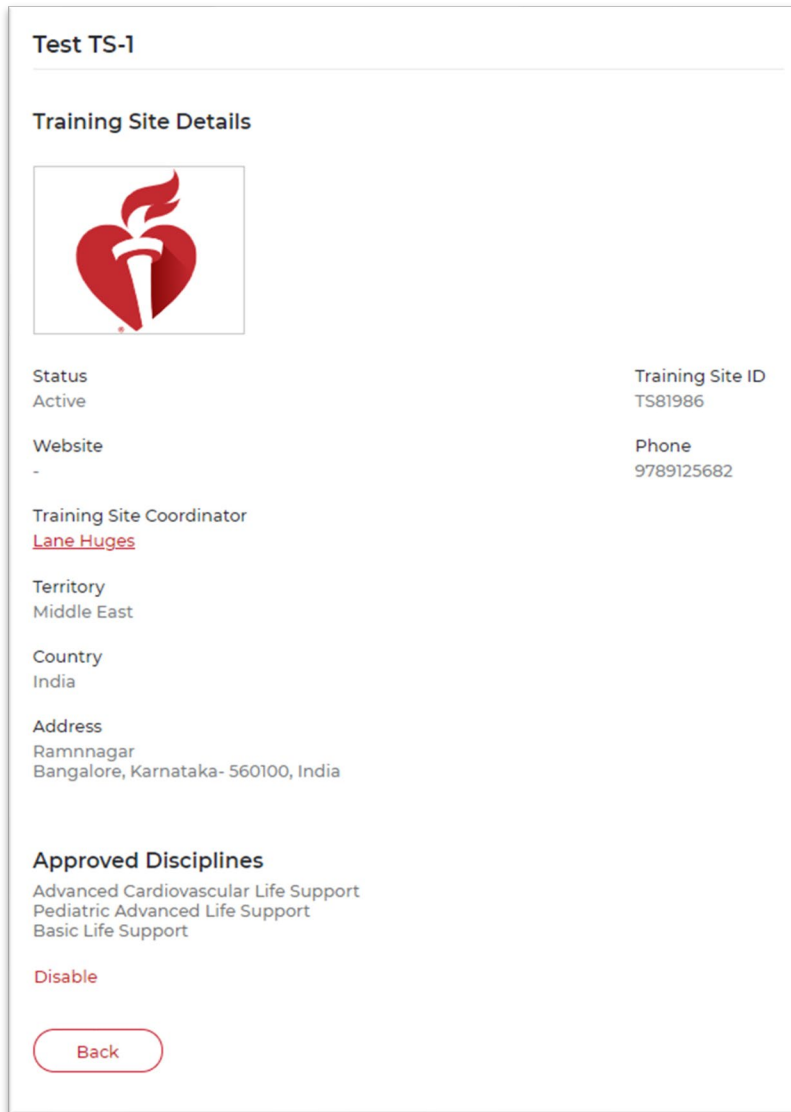 Test TS-1
Training Site Details
®
Status
Active
Training Site ID
TS81986
Website
-
Phone
9789125682
Training Site Coordinator
Lane Huges
Territory
Middle East
Country
India
Address
Ramnnagar
Bangalore, Karnataka- 560100, India
Approved Disciplines
Advanced Cardiovascular Life Support
Pediatric Advanced Life Support
Basic Life Support
Disable
Back